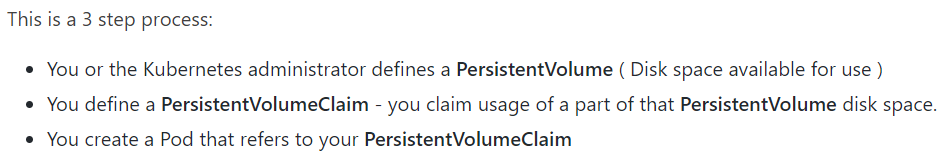 This is a 3 step process:
You or the Kubernetes administrator defines a PersistentVolume ( Disk space available for use )
You define a PersistentVolumeClaim - you claim usage of a part of that PersistentVolume disk space.
You create a Pod that refers to your PersistentVolumeClaim